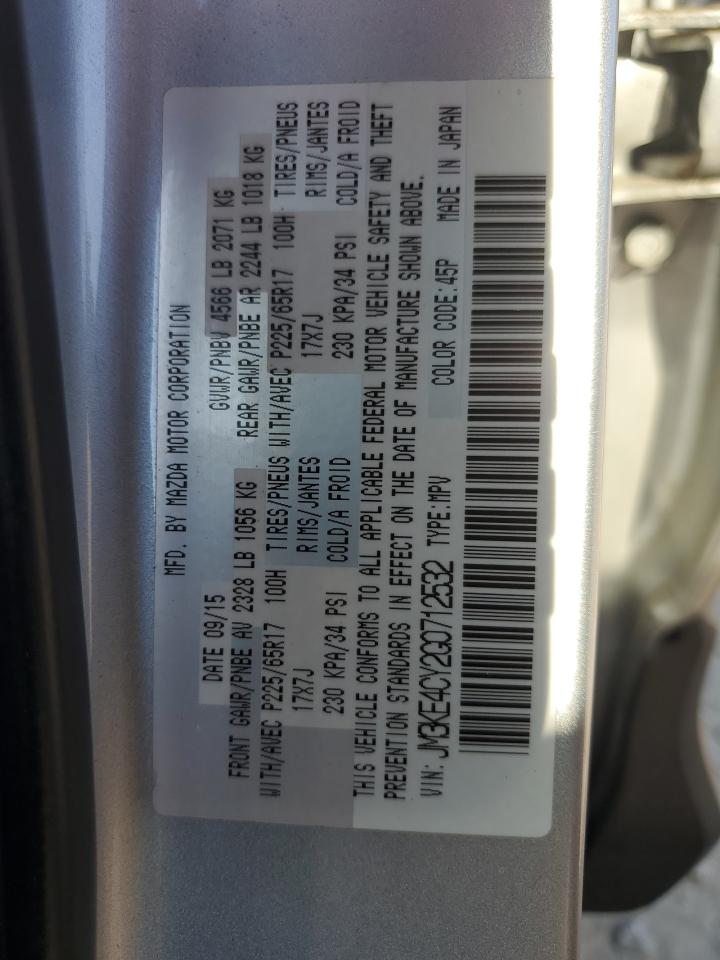 MFD. BY MAZDA MOTOR CORPORATION
DATE 09/15 GVWR/PNBV 4566 LB 2071 KG
FRONT GAWR/PNBE AV 2328 LB 1056 KG REAR GAWR/PNBE AR 2244 LB 1018 KG
WITH/AVEC P225/65R17 100H TIRES/PNEUS WITH/AVEC P225/65R17 100H TIRES/PNEUS
17X7J RIMS/JANTES 17X7J RIMS/JANTES
230 KPA/34 PSI COLD/A FROID 230 KPA/34 PSI COLD/A FROID
THIS VEHICLE CONFORMS TO ALL APPLICABLE FEDERAL MOTOR VEHICLE SAFETY AND THEFT
PREVENTION STANDARDS IN EFFECT ON THE DATE OF MANUFACTURE SHOWN ABOVE.
VIN: JM3KE4CY2G0712532 TYPE:MPV COLOR CODE:45P MADE IN JAPAN